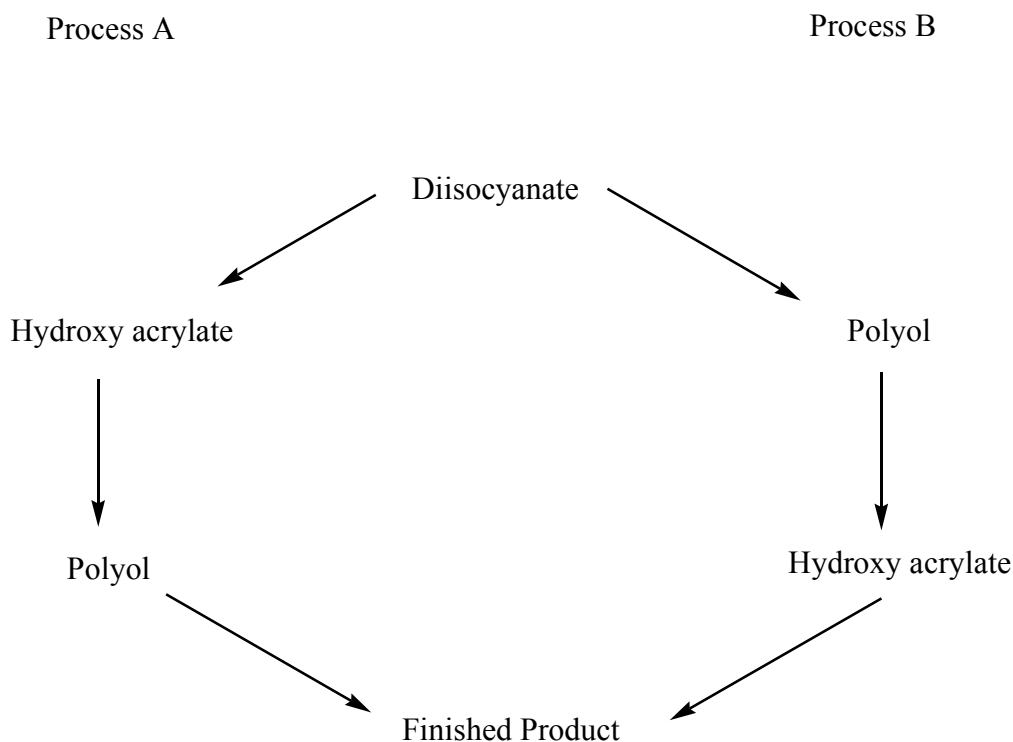 Process A
Process B
Diisocyanate
Hydroxy acrylate
Polyol
Polyol
Hydroxy acrylate
Finished Product